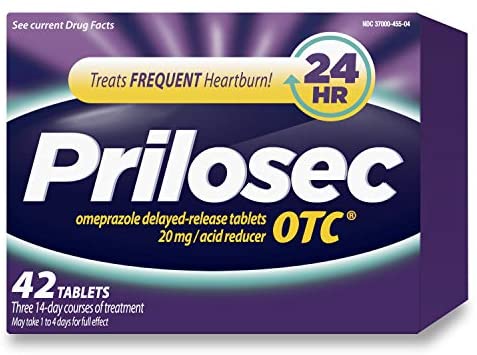 See current Drug Facts
NDC 37000-455-04
Treats FREQUENT Heartburn!
24
HR
Prilosec
omeprazole delayed-release tablets
20 mg / acid reducer
OTC®
42 TABLETS
Three 14-day courses of treatment
May take 1 to 4 days for full effect